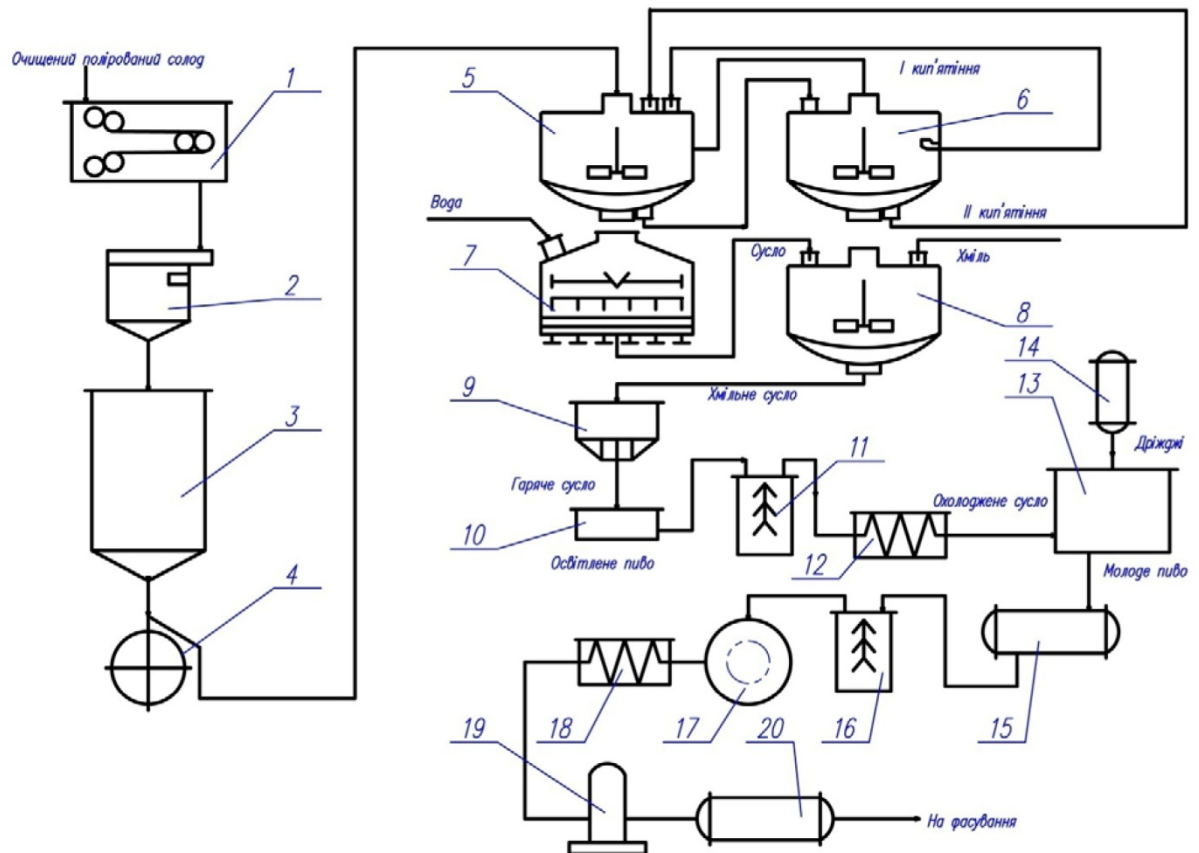 Очищений полірований солод
1
2
3
4
5
І кип'ятіння
6
ІІ кип'ятіння
Вода
7
Сусло
Хміль
8
14
13
9
Хмільне сусло
Дріжджі
11
Гаряче сусло
Охолоджене сусло
10
12
Освітлене пиво
Молоде пиво
18
17
16
15
19
20
На фасування